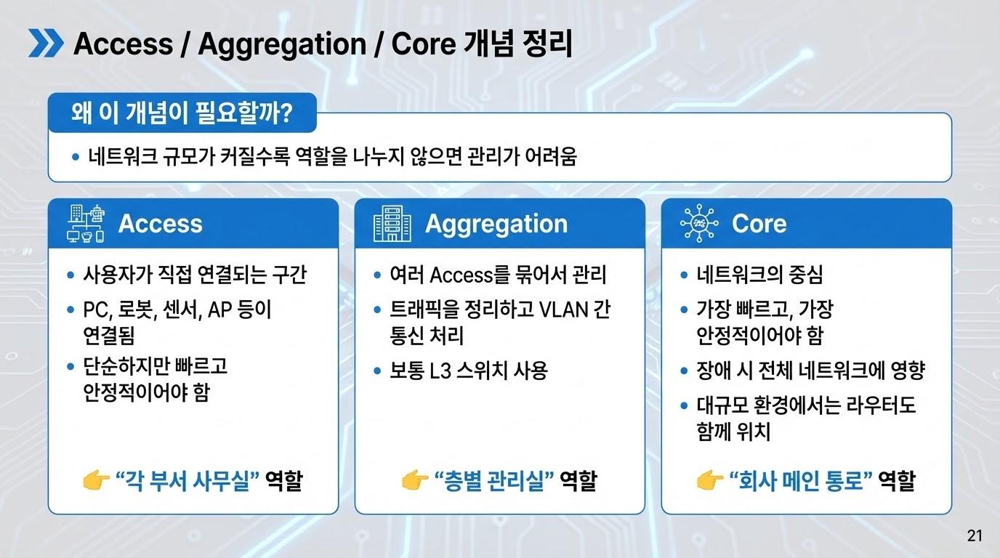 Access / Aggregation / Core 개념 정리
왜 이 개념이 필요할까?
• 네트워크 규모가 커질수록 역할을 나누지 않으면 관리가 어려움
Access
• 사용자가 직접 연결되는 구간
• PC, 로봇, 센서, AP 등이
연결됨
• 단순하지만 빠르고
안정적이어야 함
👉 “각 부서 사무실” 역할
Aggregation
• 여러 Access를 묶어서 관리
• 트래픽을 정리하고 VLAN 간
통신 처리
• 보통 L3 스위치 사용
👉 “층별 관리실” 역할
Core
• 네트워크의 중심
• 가장 빠르고, 가장
안정적이어야 함
• 장애 시 전체 네트워크에 영향
• 대규모 환경에서는 라우터도
함께 위치
👉 “회사 메인 통로” 역할
21